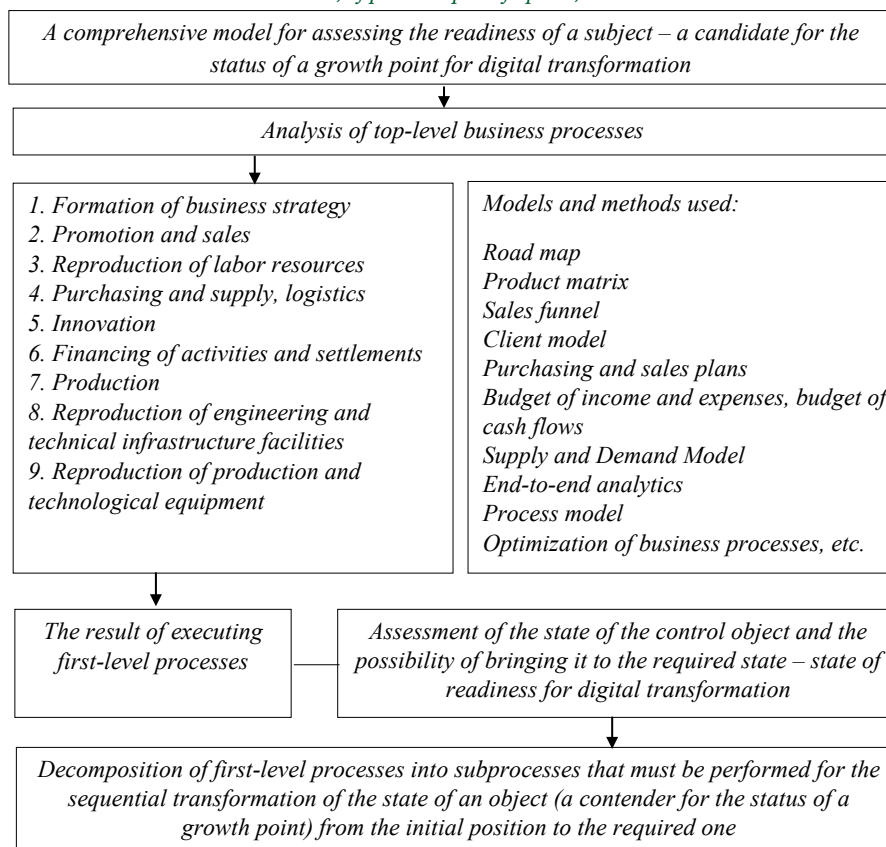 A comprehensive model for assessing the readiness of a subject – a candidate for the
status of a growth point for digital transformation
Analysis of top-level business processes
1. Formation of business strategy
2. Promotion and sales
3. Reproduction of labor resources
4. Purchasing and supply, logistics
5. Innovation
6. Financing of activities and settlements
7. Production
8. Reproduction of engineering and
technical infrastructure facilities
9. Reproduction of production and
technological equipment
Models and methods used:
Road map
Product matrix
Sales funnel
Client model
Purchasing and sales plans
Budget of income and expenses, budget of
cash flows
Supply and Demand Model
End-to-end analytics
Process model
Optimization of business processes, etc.
The result of executing
first-level processes
Assessment of the state of the control object and the
possibility of bringing it to the required state – state of
readiness for digital transformation
Decomposition of first-level processes into subprocesses that must be performed for the
sequential transformation of the state of an object (a contender for the status of a
growth point) from the initial position to the required one